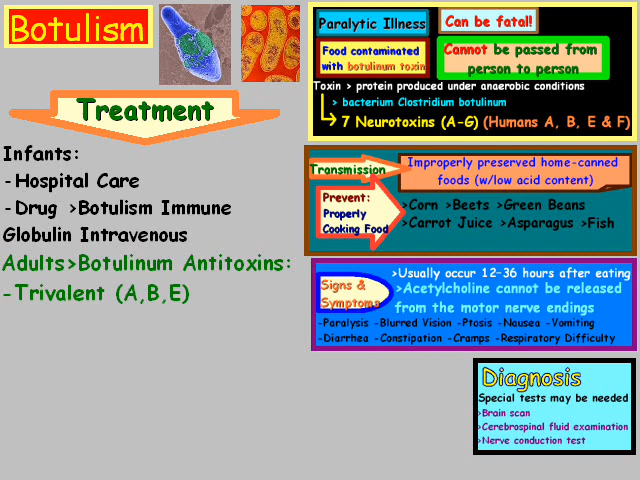 Botulism
Treatment
Infants:
-Hospital Care
-Drug >Botulism Immune
Globulin Intravenous
Adults>Botulinum Antitoxins:
-Trivalent (A,B,E)
Paralytic Illness
Can be fatal!
Food contaminated
with botulinum toxin
Cannot be passed from
person to person
Toxin > protein produced under anaerobic conditions
> bacterium Clostridium botulinum
7 Neurotoxins (A-G) (Humans A, B, E & F)
Transmission
Improperly preserved home-canned
foods (w/low acid content)
Prevent:
Properly
Cooking Food
>Corn >Beets >Green Beans
>Carrot Juice >Asparagus >Fish
Signs &
Symptoms
>Usually occur 12-36 hours after eating
>Acetylcholine cannot be released
from the motor nerve endings
-Paralysis -Blurred Vision -Ptosis -Nausea -Vomiting
-Diarrhea -Constipation -Cramps -Respiratory Difficulty
Diagnosis
Special tests may be needed
>Brain scan
>Cerebrospinal fluid examination
>Nerve conduction test